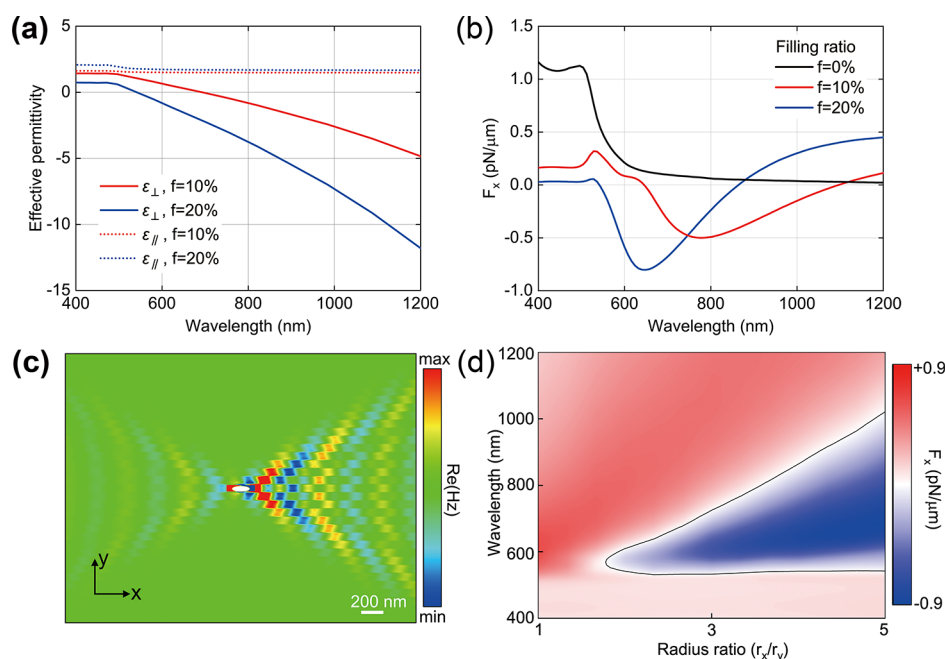 (a)
5
0
-5
-10
-15
Effective permittivity
ε⊥ , f=10%
ε⊥ , f=20%
ε// , f=10%
ε// , f=20%
400 600 800 1000 1200
Wavelength (nm)
(b)
Filling ratio
f=0%
f=10%
f=20%
1.0
0.5
0.0
-0.5
-1.0
Fx (pN/μm)
400 600 800 1000 1200
Wavelength (nm)
(c)
max
Re(Hz)
min
y
x
200 nm
(d)
1200
1000
800
600
400
Wavelength (nm)
1 3 5
Radius ratio (rx/ry)
+0.9
Fx (pN/μm)
-0.9